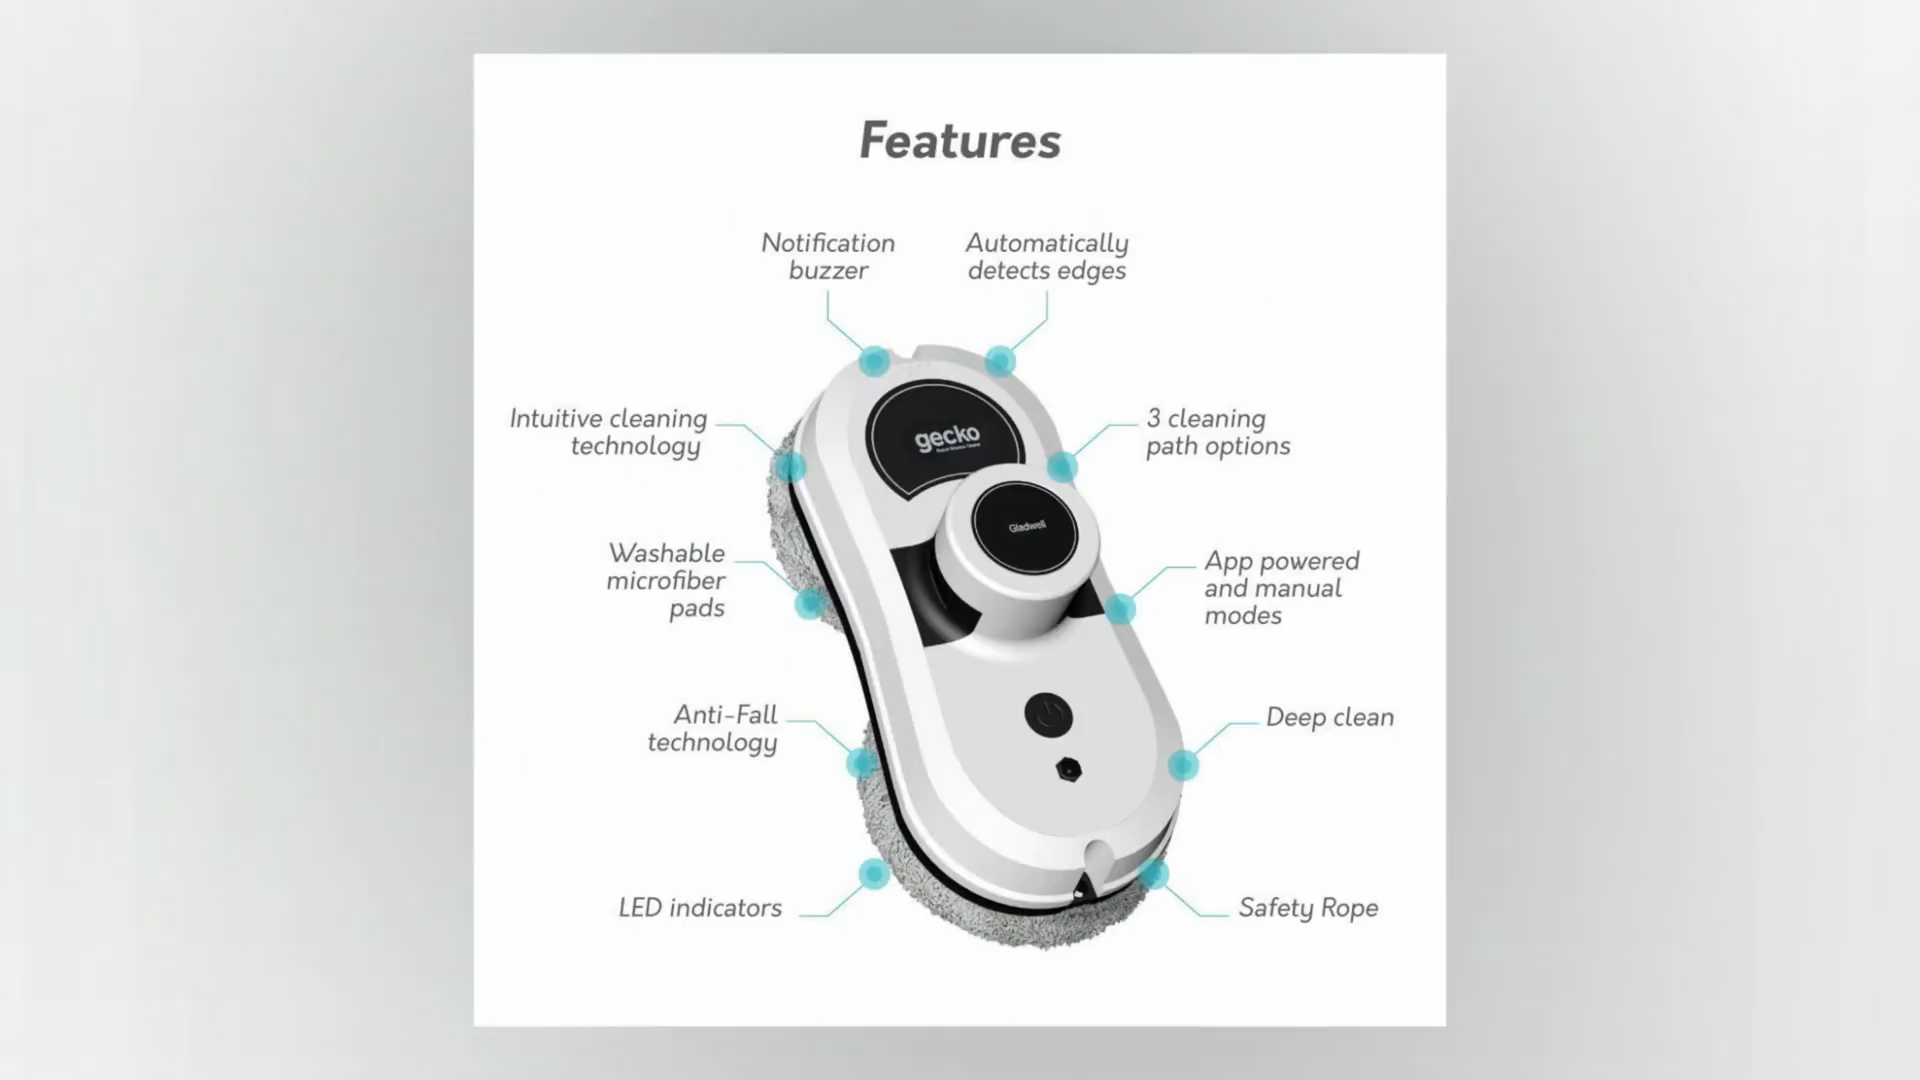 Features
Notification
buzzer
Automatically
detects edges
Intuitive cleaning
technology
3 cleaning
path options
gecko
Gladwell
Washable
microfiber
pads
App powered
and manual
modes
Anti-Fall
technology
Deep clean
LED indicators
Safety Rope